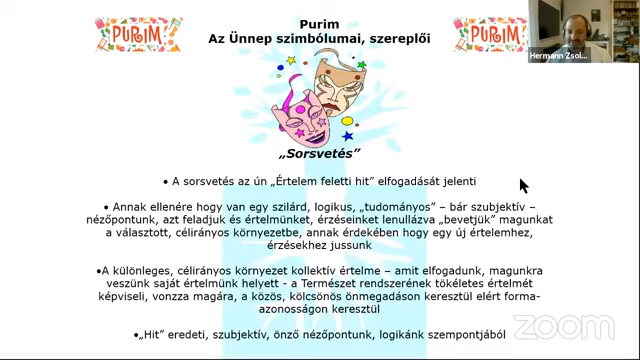 Purim
Az Ünnep szimbólumai, szereplői
PURIM
PURIM
Hermann Zsol...
„Sorsvetés”
• A sorsvetés az ún „Értelem feletti hit” elfogadását jelenti
• Annak ellenére hogy van egy szilárd, logikus, „tudományos” – bár szubjektív –
nézőpontunk, azt feladjuk és értelmünket, érzéseinket lenullázva „bevetjük” magunkat
a választott, célirányos környezetbe, annak érdekében hogy egy új értelemhez,
érzésekhez jussunk
•A különleges, célirányos környezet kollektív értelme – amit elfogadunk, magunkra
veszünk saját értelmünk helyett - a Természet rendszerének tökéletes értelmét
képviseli, vonzza magára, a közös, kölcsönös önmegadáson keresztül elért forma-
azonosságon keresztül
•„Hit” eredeti, szubjektív, önző nézőpontunk, logikánk szempontjából
zoom